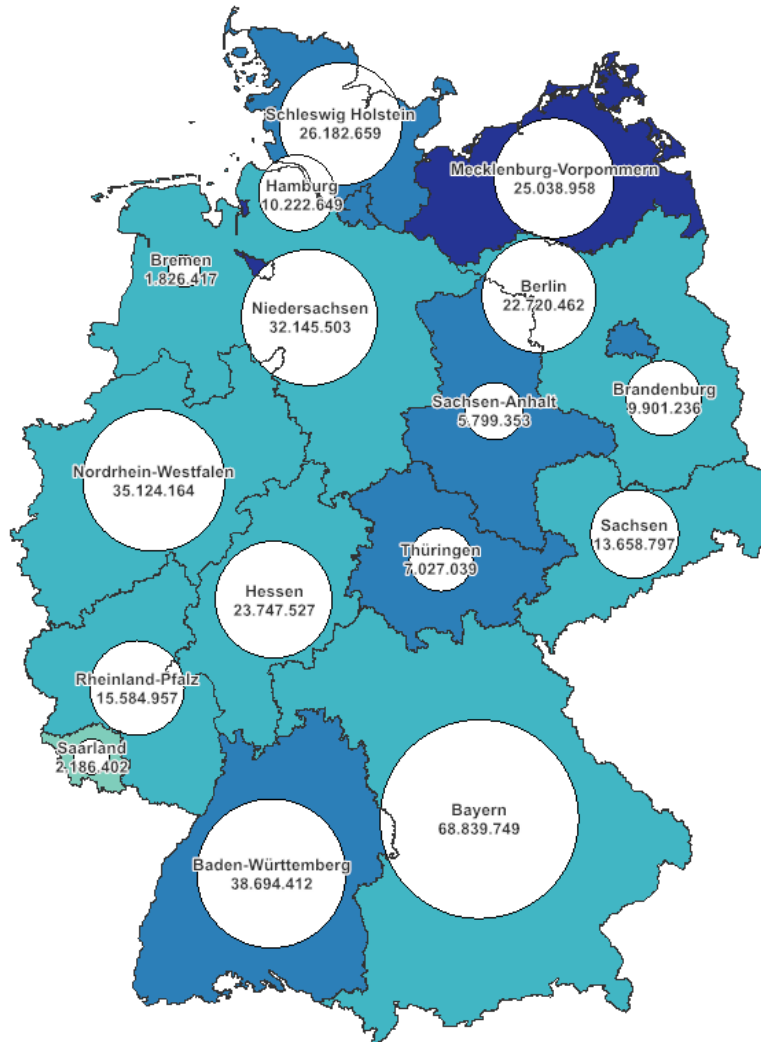 Schleswig Holstein
26.182.659
Mecklenburg-Vorpommern
25.038.958
Hamburg
10.222.649
Bremen
1.826.417
Niedersachsen
32.145.503
Berlin
22.720.462
Brandenburg
9.901.236
Sachsen-Anhalt
5.799.353
Nordrhein-Westfalen
35.124.164
Sachsen
13.658.797
Thüringen
7.027.039
Hessen
23.747.527
Rheinland-Pfalz
15.584.957
Saarland
2.186.402
Bayern
68.839.749
Baden-Württemberg
38.694.412